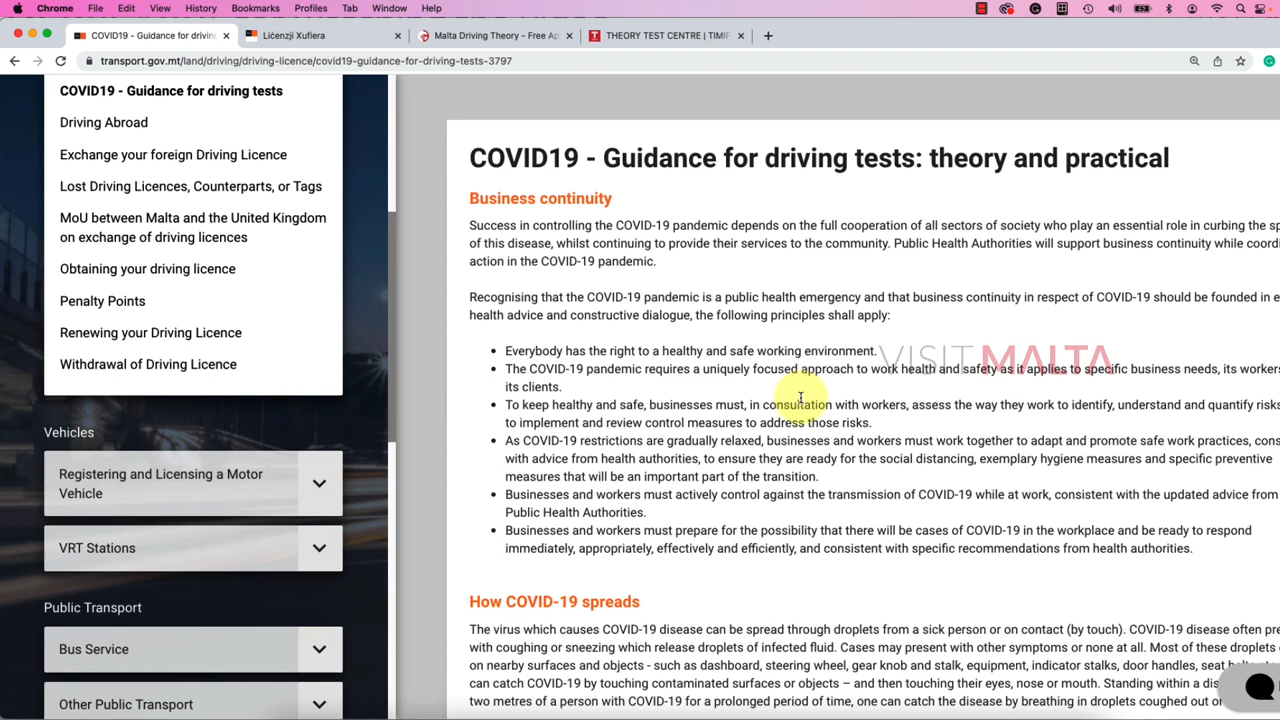 Chrome File Edit View History Bookmarks Profiles Tab Window Help
COVID19 - Guidance for driving
Liċenzji Xufiera
Malta Driving Theory - Free Ap
THEORY TEST CENTRE | TIMIF
transport.gov.mt/land/driving/driving-licence/covid19-guidance-for-driving-tests-3797
COVID19 - Guidance for driving tests
Driving Abroad
Exchange your foreign Driving Licence
Lost Driving Licences, Counterparts, or Tags
MoU between Malta and the United Kingdom
on exchange of driving licences
Obtaining your driving licence
Penalty Points
Renewing your Driving Licence
Withdrawal of Driving Licence
Vehicles
Registering and Licensing a Motor
Vehicle
VRT Stations
Public Transport
Bus Service
Other Public Transport
COVID19 - Guidance for driving tests: theory and practical
Business continuity
Success in controlling the COVID-19 pandemic depends on the full cooperation of all sectors of society who play an essential role in curbing the sp
of this disease, whilst continuing to provide their services to the community. Public Health Authorities will support business continuity while coordi
action in the COVID-19 pandemic.
Recognising that the COVID-19 pandemic is a public health emergency and that business continuity in respect of COVID-19 should be founded in e
health advice and constructive dialogue, the following principles shall apply:
• Everybody has the right to a healthy and safe working environment.
VISITMALTA
• The COVID-19 pandemic requires a uniquely focused approach to work health and safety as it applies to specific business needs, its workers
its clients.
• To keep healthy and safe, businesses must, in consultation with workers, assess the way they work to identify, understand and quantify risks
to implement and review control measures to address those risks.
• As COVID-19 restrictions are gradually relaxed, businesses and workers must work together to adapt and promote safe work practices, cons
with advice from health authorities, to ensure they are ready for the social distancing, exemplary hygiene measures and specific preventive
measures that will be an important part of the transition.
• Businesses and workers must actively control against the transmission of COVID-19 while at work, consistent with the updated advice from
Public Health Authorities.
• Businesses and workers must prepare for the possibility that there will be cases of COVID-19 in the workplace and be ready to respond
immediately, appropriately, effectively and efficiently, and consistent with specific recommendations from health authorities.
How COVID-19 spreads
The virus which causes COVID-19 disease can be spread through droplets from a sick person or on contact (by touch). COVID-19 disease often pre
with coughing or sneezing which release droplets of infected fluid. Cases may present with other symptoms or none at all. Most of these droplets
on nearby surfaces and objects - such as dashboard, steering wheel, gear knob and stalk, equipment, indicator stalks, door handles, seat
can catch COVID-19 by touching contaminated surfaces or objects – and then touching their eyes, nose or mouth. Standing within a
two metres of a person with COVID-19 for a prolonged period of time, one can catch the disease by breathing in droplets coughed out